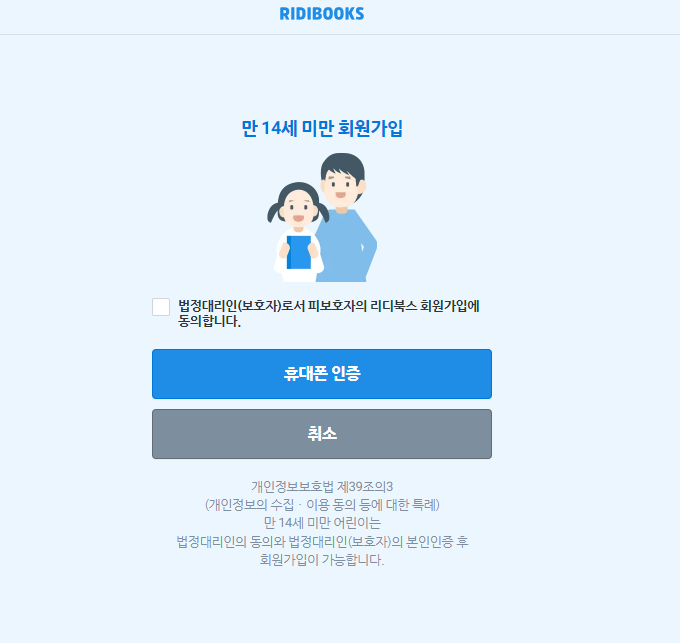 RIDIBOOKS
만 14세 미만 회원가입
법정대리인(보호자)로서 피보호자의 리디북스 회원가입에
동의합니다.
휴대폰 인증
취소
개인정보보호법 제39조의3
(개인정보의 수집 · 이용 동의 등에 대한 특례)
만 14세 미만 어린이는
법정대리인의 동의와 법정대리인(보호자)의 본인인증 후
회원가입이 가능합니다.